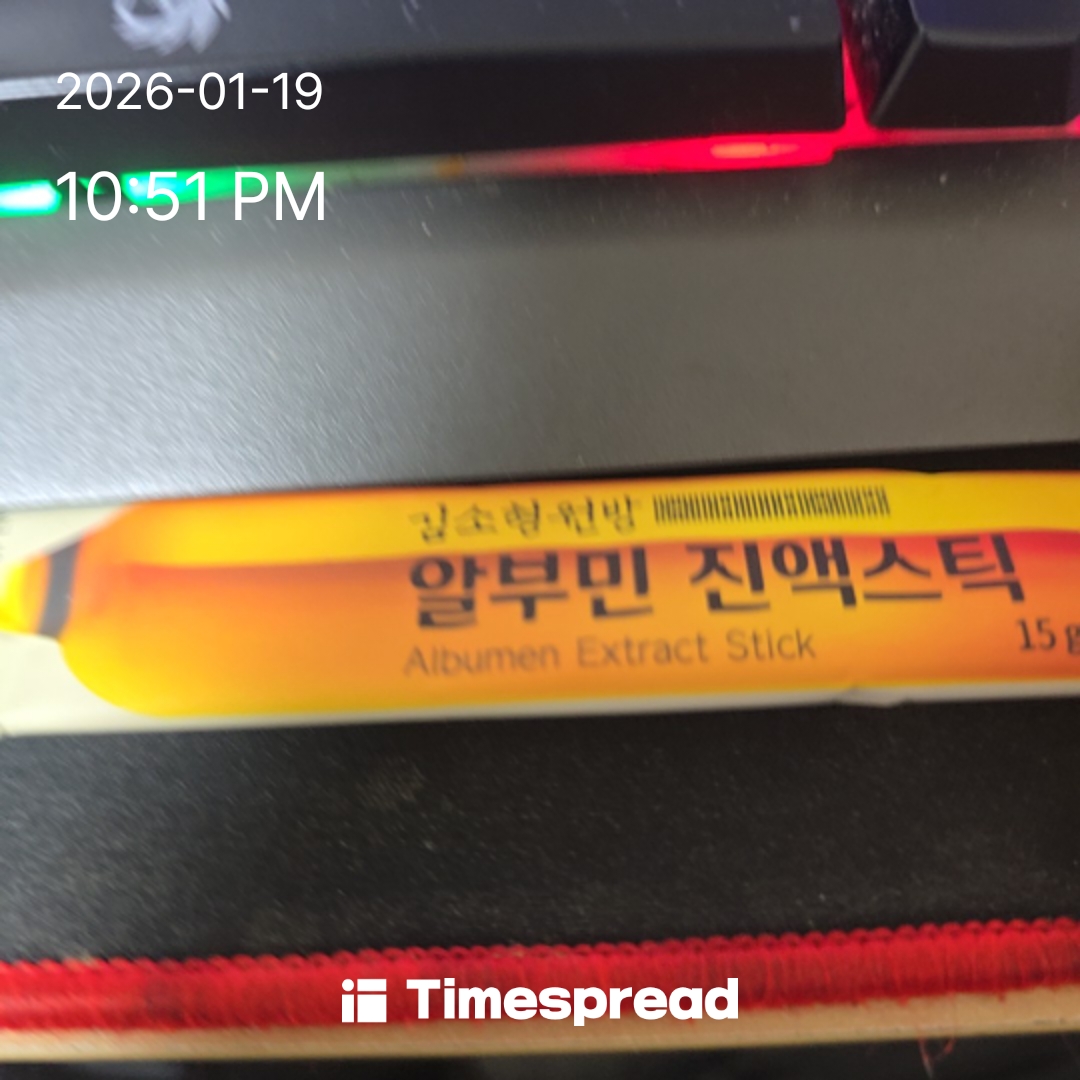 2026-01-19
10:51 PM
김소형원방
알부민 진액스틱
Albumen Extract Stick
15 g
Timespread